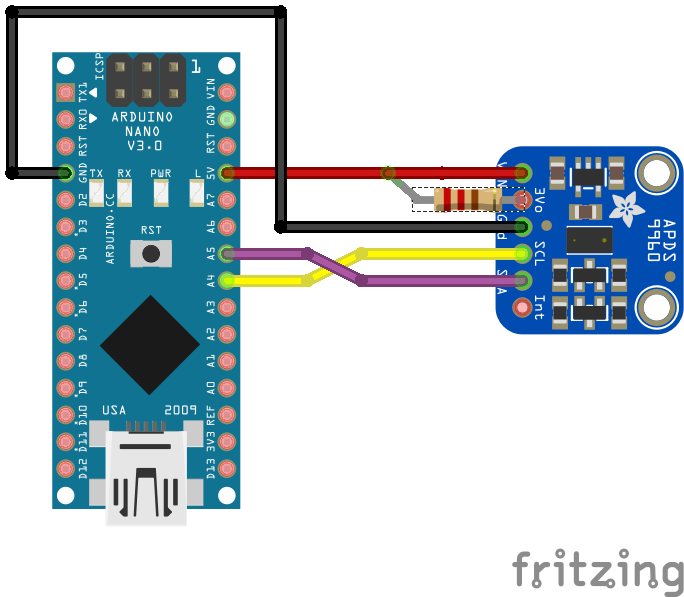 ICSP
1
TX1
RX0
RST
GND
D2
D3
D4
D5
D6
D7
D8
D9
D10
D11
D12
ARDUINO
NANO
V3.0
TX
RX
PWR
L
ARDUINO.CC
RST
USA
2009
VIN
GND
RST
5V
A7
A6
A5
A4
A3
A2
A1
A0
REF
3V3
D13
3Vo
SCL
Int
APDS
9960
fritzing